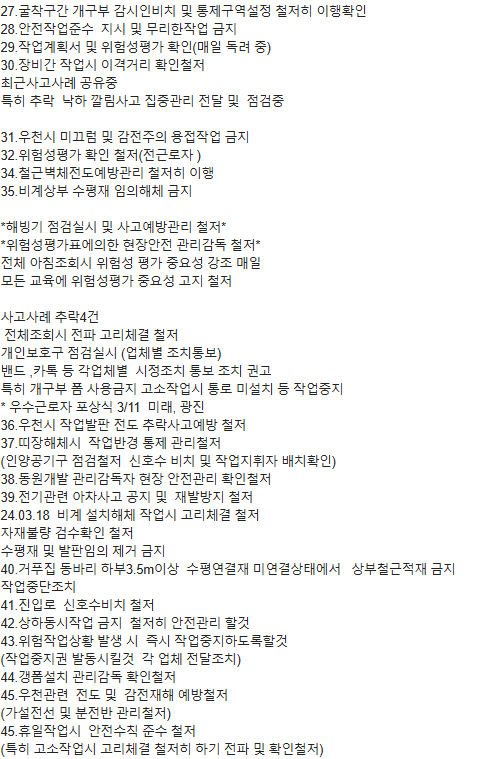 27.굴착구간 개구부 감시인비치 및 통제구역설정 철저히 이행확인
28.안전작업준수  지시 및 무리한작업 금지
29.작업계획서 및 위험성평가 확인(매일 독려 중)
30.장비간 작업시 이격거리 확인철저
최근사고사례 공유중
특히 추락  낙하 깔림사고 집중관리 전달 및  점검중
31.우천시 미끄럼 및 감전주의 용접작업 금지
32.위험성평가 확인 철저(전근로자 )
34.철근벽체전도예방관리 철저히 이행
35.비계상부 수평재 임의해체 금지
*해빙기 점검실시 및 사고예방관리 철저*
*위험성평가표에의한 현장안전 관리감독 철저*
전체 아침조회시 위험성 평가 중요성 강조 매일
모든 교육에 위험성평가 중요성 고지 철저
사고사례 추락4건
전체조회시 전파 고리체결 철저
개인보호구 점검실시 (업체별 조치통보)
밴드 ,카톡 등 각업체별  시정조치 통보 조치 권고
특히 개구부 폼 사용금지 고소작업시 통로 미설치 등 작업중지
* 우수근로자 포상식 3/11  미래, 광진
36.우천시 작업발판 전도 추락사고예방 철저
37.띠장해체시  작업반경 통제 관리철저
(인양공기구 점검철저  신호수 비치 및 작업지휘자 배치확인)
38.동원개발 관리감독자 현장 안전관리 확인철저
39.전기관련 아차사고 공지 및  재발방지 철저
24.03.18  비계 설치해체 작업시 고리체결 철저
자재불량 검수확인 철저
수평재 및 발판임의 제거 금지
40.거푸집 동바리 하부3.5m이상  수평연결재 미연결상태에서   상부철근적재 금지
작업중단조치
41.진입로  신호수비치 철저
42.상하동시작업 금지  철저히 안전관리 할것
43.위험작업상황 발생 시  즉시 작업중지하도록할것
(작업중지권 발동시킬것  각 업체 전달조치)
44.갱폼설치 관리감독 확인철저
45.우천관련  전도 및  감전재해 예방철저
(가설전선 및 분전반 관리철저)
45.휴일작업시  안전수칙 준수 철저
(특히 고소작업시 고리체결 철저히 하기 전파 및 확인철저)